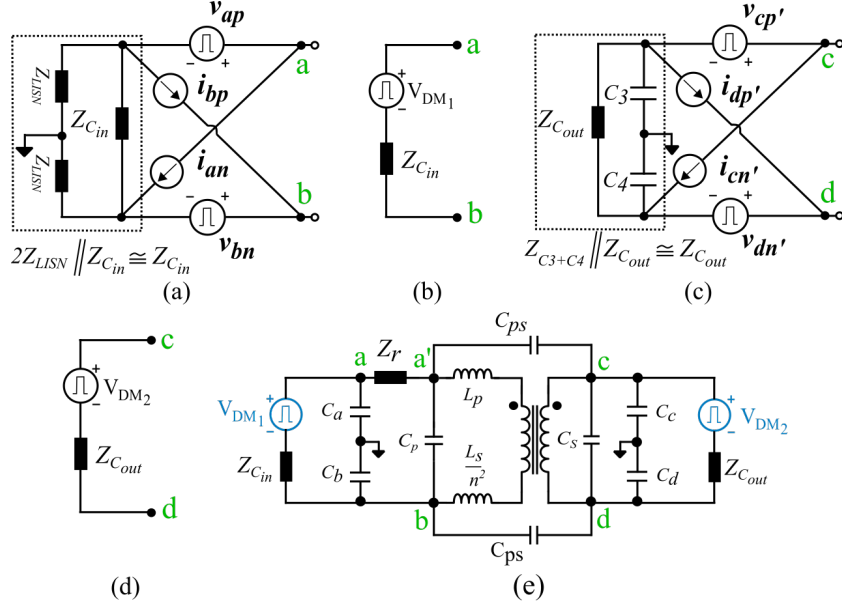 v_ap
a
Z_LISN
i_bp
Z_Cin
Z_LISN
i_an
b
v_bn
2Z_LISN ∥ Z_Cin ≅ Z_Cin
(a)
a
V_DM1
Z_Cin
b
(b)
v_cp'
c
C3
i_dp'
Z_Cout
C4
i_cn'
d
v_dn'
Z_C3+C4 ∥ Z_Cout ≅ Z_Cout
(c)
c
V_DM2
Z_Cout
d
(d)
C_ps
a Z_r a' c
L_p
V_DM1 C_a C_p C_s C_c V_DM2
Z_Cin C_b L_s/n² C_d Z_Cout
b d
C_ps
(e)